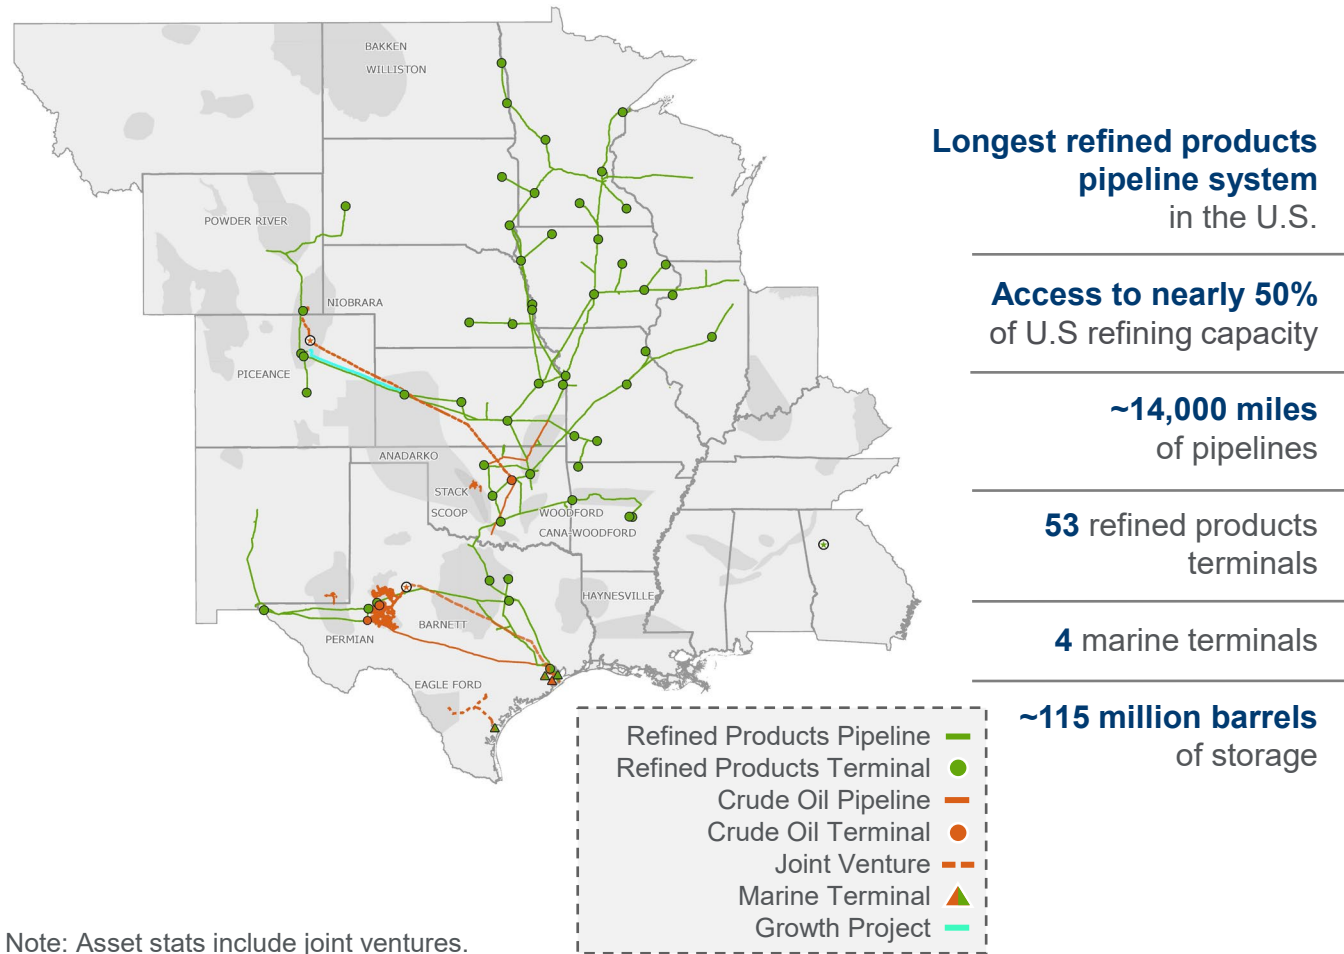 BAKKEN
WILLISTON
POWDER RIVER
NIOBRARA
PICEANCE
ANADARKO
STACK
SCOOP
WOODFORD
CANA-WOODFORD
HAYNESVILLE
BARNETT
PERMIAN
EAGLE FORD
Longest refined products
pipeline system
in the U.S.
Access to nearly 50%
of U.S refining capacity
~14,000 miles
of pipelines
53 refined products
terminals
4 marine terminals
~115 million barrels
of storage
Refined Products Pipeline
Refined Products Terminal
Crude Oil Pipeline
Crude Oil Terminal
Joint Venture
Marine Terminal
Growth Project
Note: Asset stats include joint ventures.